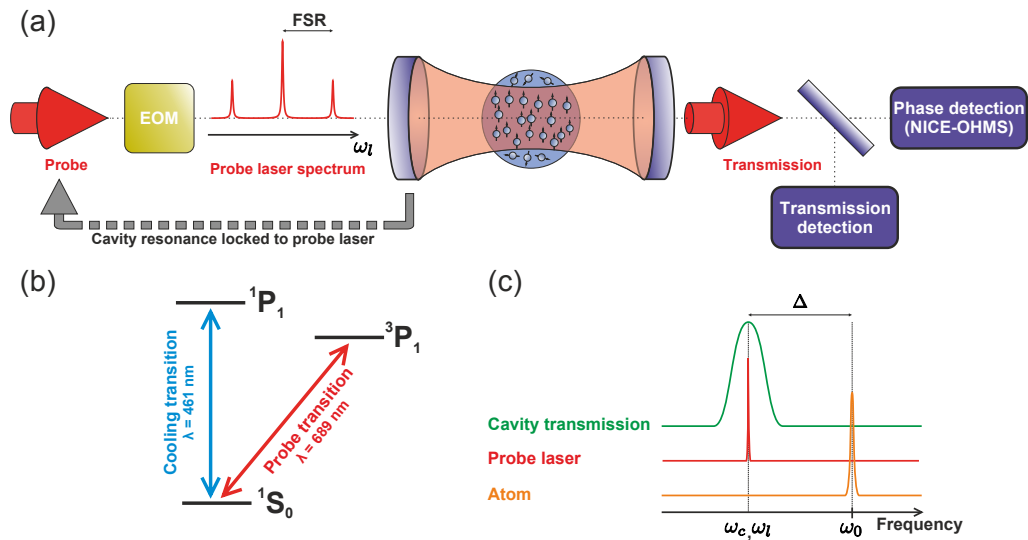 (a)
FSR
EOM
Probe
ω_l
Probe laser spectrum
Cavity resonance locked to probe laser
Transmission
Phase detection
(NICE-OHMS)
Transmission
detection
(b)
¹P₁
³P₁
Cooling transition
λ = 461 nm
Probe transition
λ = 689 nm
¹S₀
(c)
Δ
Cavity transmission
Probe laser
Atom
ω_c,ω_l
ω₀
Frequency